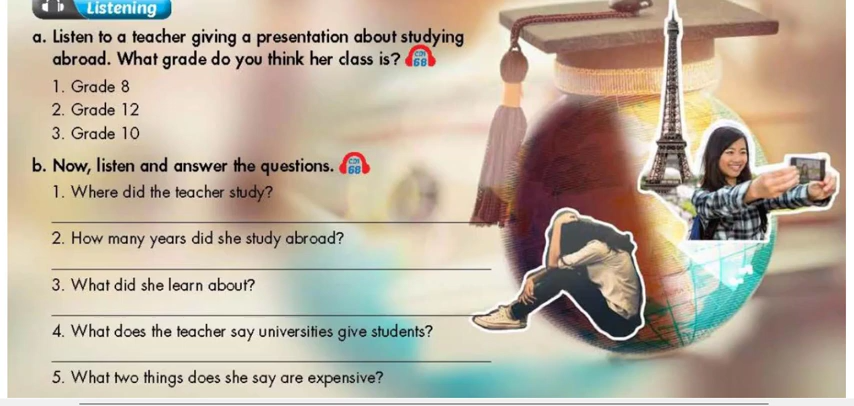 Listening
a. Listen to a teacher giving a presentation about studying
abroad. What grade do you think her class is? CD1 68
1. Grade 8
2. Grade 12
3. Grade 10
b. Now, listen and answer the questions. CD1 68
1. Where did the teacher study?
2. How many years did she study abroad?
3. What did she learn about?
4. What does the teacher say universities give students?
5. What two things does she say are expensive?